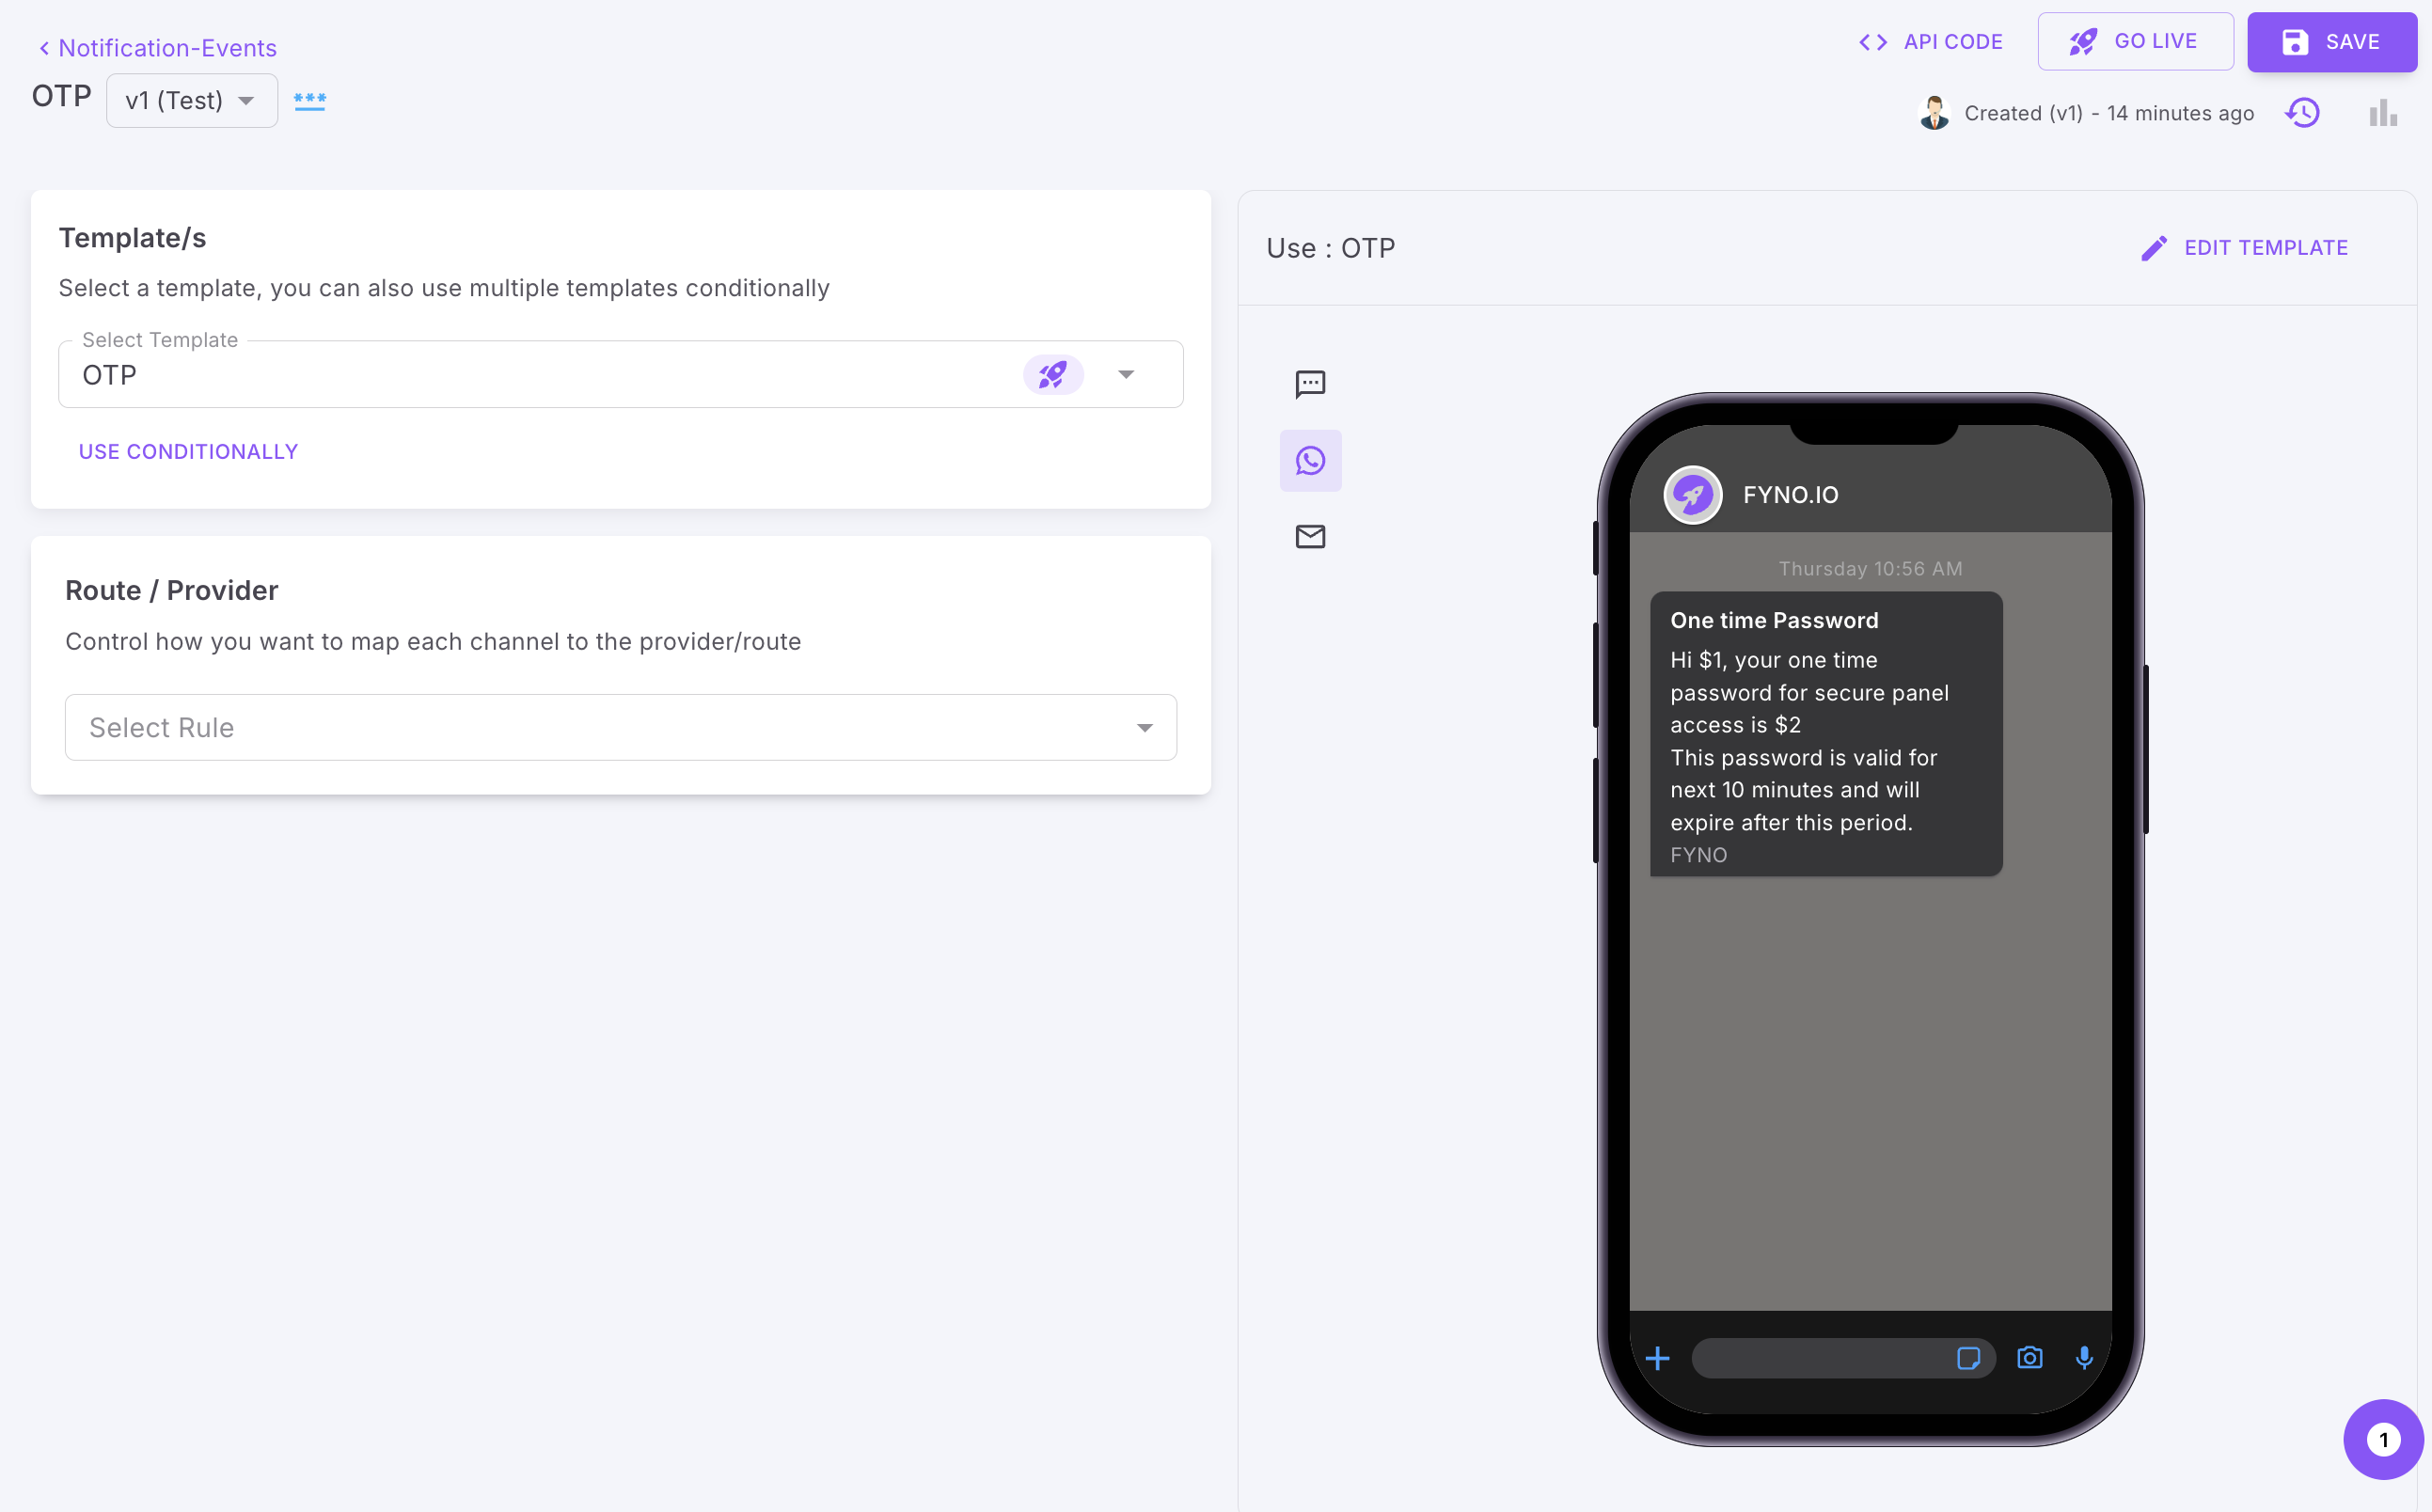 Notification-Events
API CODE
GO LIVE
SAVE
OTP
v1 (Test)
***
Created (v1) - 14 minutes ago
Template/s
Select a template, you can also use multiple templates conditionally
Select Template
OTP
USE CONDITIONALLY
Route / Provider
Control how you want to map each channel to the provider/route
Select Rule
Use : OTP
EDIT TEMPLATE
FYNO.IO
Thursday 10:56 AM
One time Password
Hi $1, your one time
password for secure panel
access is $2
This password is valid for
next 10 minutes and will
expire after this period.
FYNO
1